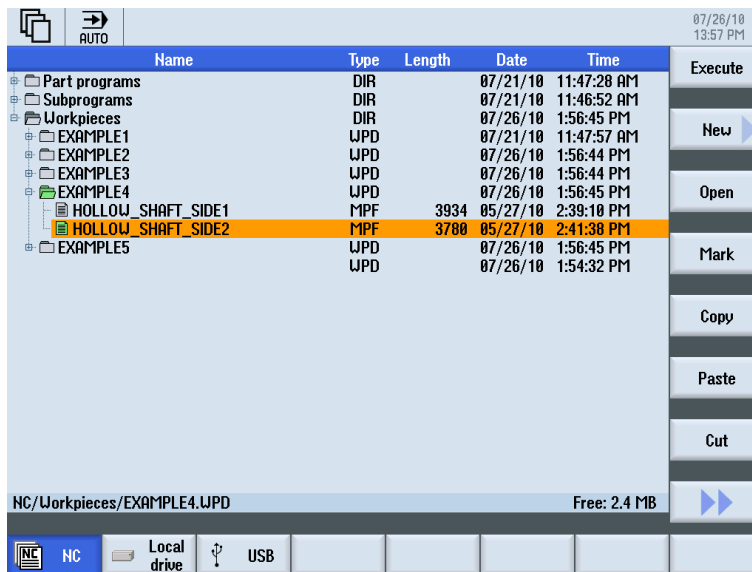 AUTO
07/26/10
13:57 PM
Name Type Length Date Time
Part programs DIR 07/21/10 11:47:28 AM
Subprograms DIR 07/21/10 11:46:52 AM
Workpieces DIR 07/26/10 1:56:45 PM
EXAMPLE1 WPD 07/21/10 11:47:57 AM
EXAMPLE2 WPD 07/26/10 1:56:44 PM
EXAMPLE3 WPD 07/26/10 1:56:44 PM
EXAMPLE4 WPD 07/26/10 1:56:45 PM
HOLLOW_SHAFT_SIDE1 MPF 3934 05/27/10 2:39:10 PM
HOLLOW_SHAFT_SIDE2 MPF 3780 05/27/10 2:41:38 PM
EXAMPLE5 WPD 07/26/10 1:56:45 PM
WPD 07/26/10 1:54:32 PM
Execute
New
Open
Mark
Copy
Paste
Cut
NC/Workpieces/EXAMPLE4.WPD Free: 2.4 MB
NC NC
Local drive
USB